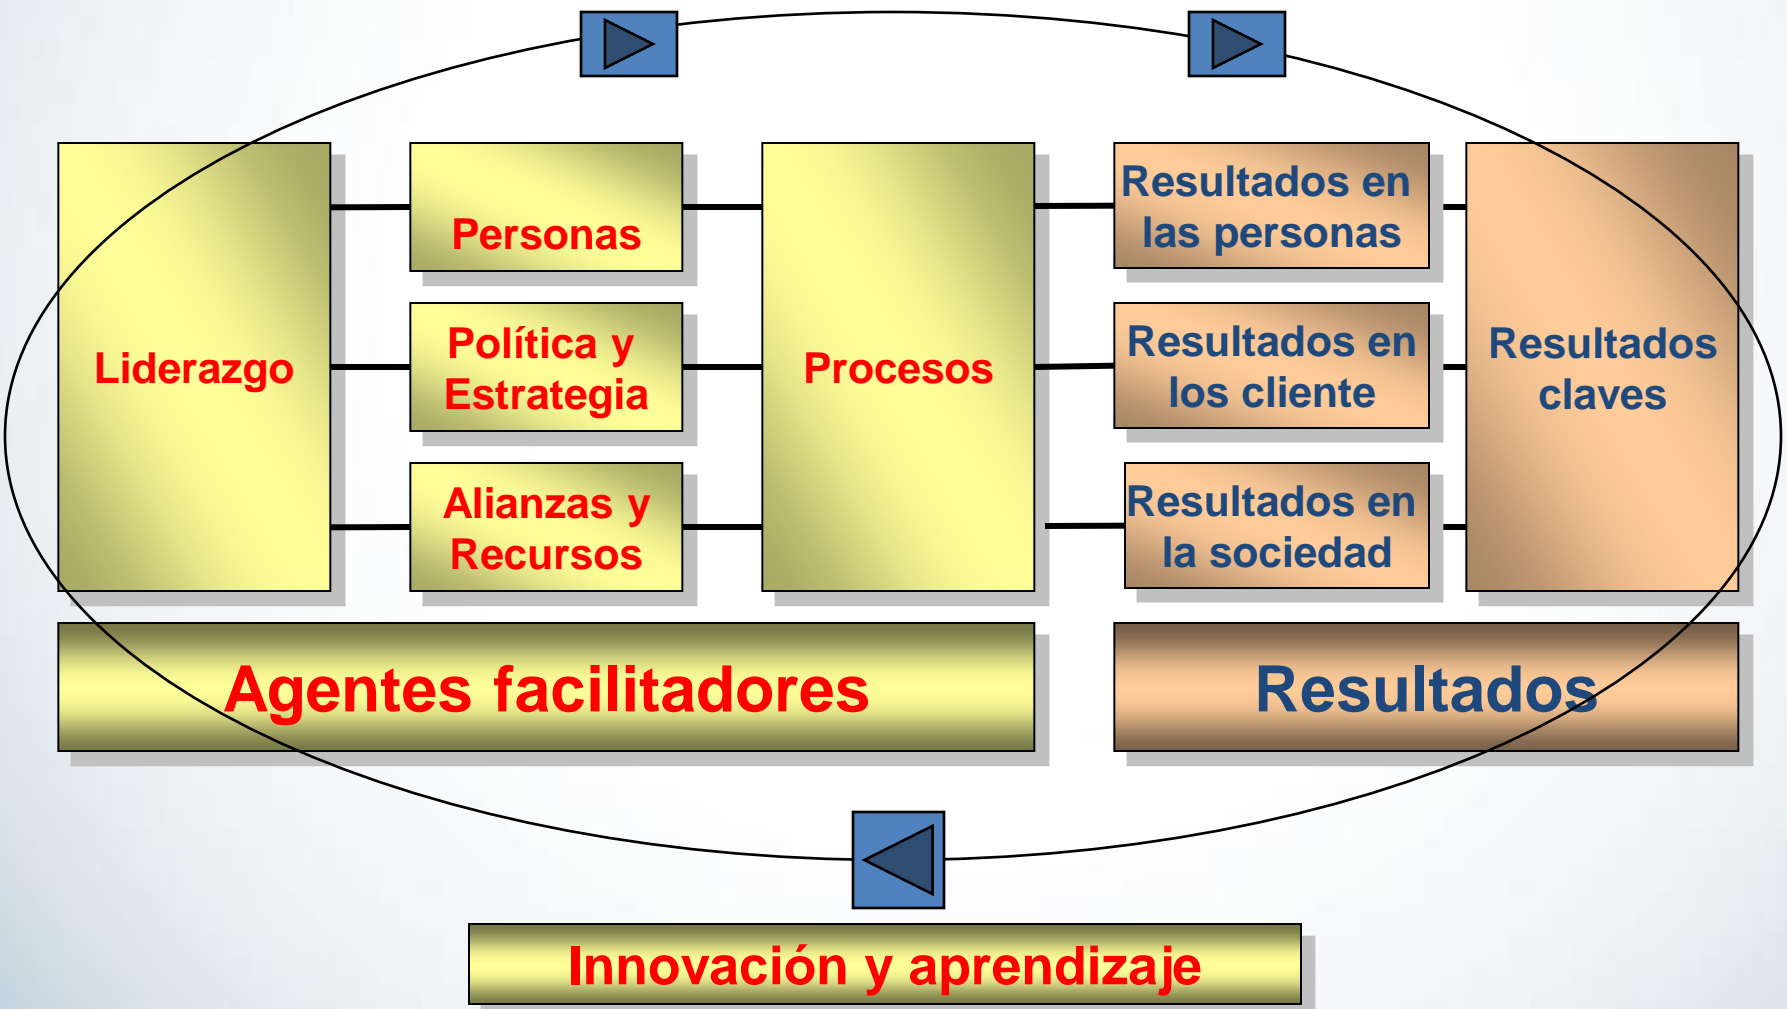 Liderazgo
Personas
Política y
Estrategia
Alianzas y
Recursos
Procesos
Resultados en
las personas
Resultados en
los cliente
Resultados en
la sociedad
Resultados
claves
Agentes facilitadores
Resultados
Innovación y aprendizaje